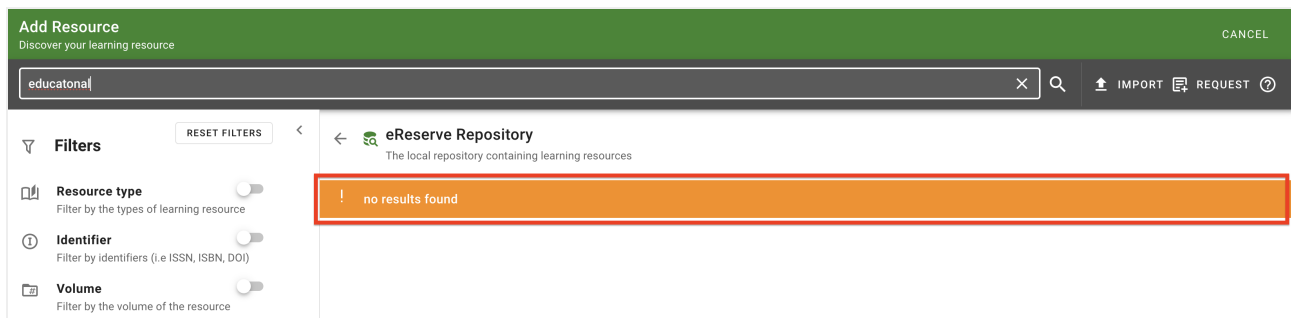 Add Resource
Discover your learning resource
CANCEL
educatonal
IMPORT
REQUEST
Filters
RESET FILTERS
Resource type
Filter by the types of learning resource
Identifier
Filter by identifiers (i.e ISSN, ISBN, DOI)
Volume
Filter by the volume of the resource
eReserve Repository
The local repository containing learning resources
! no results found